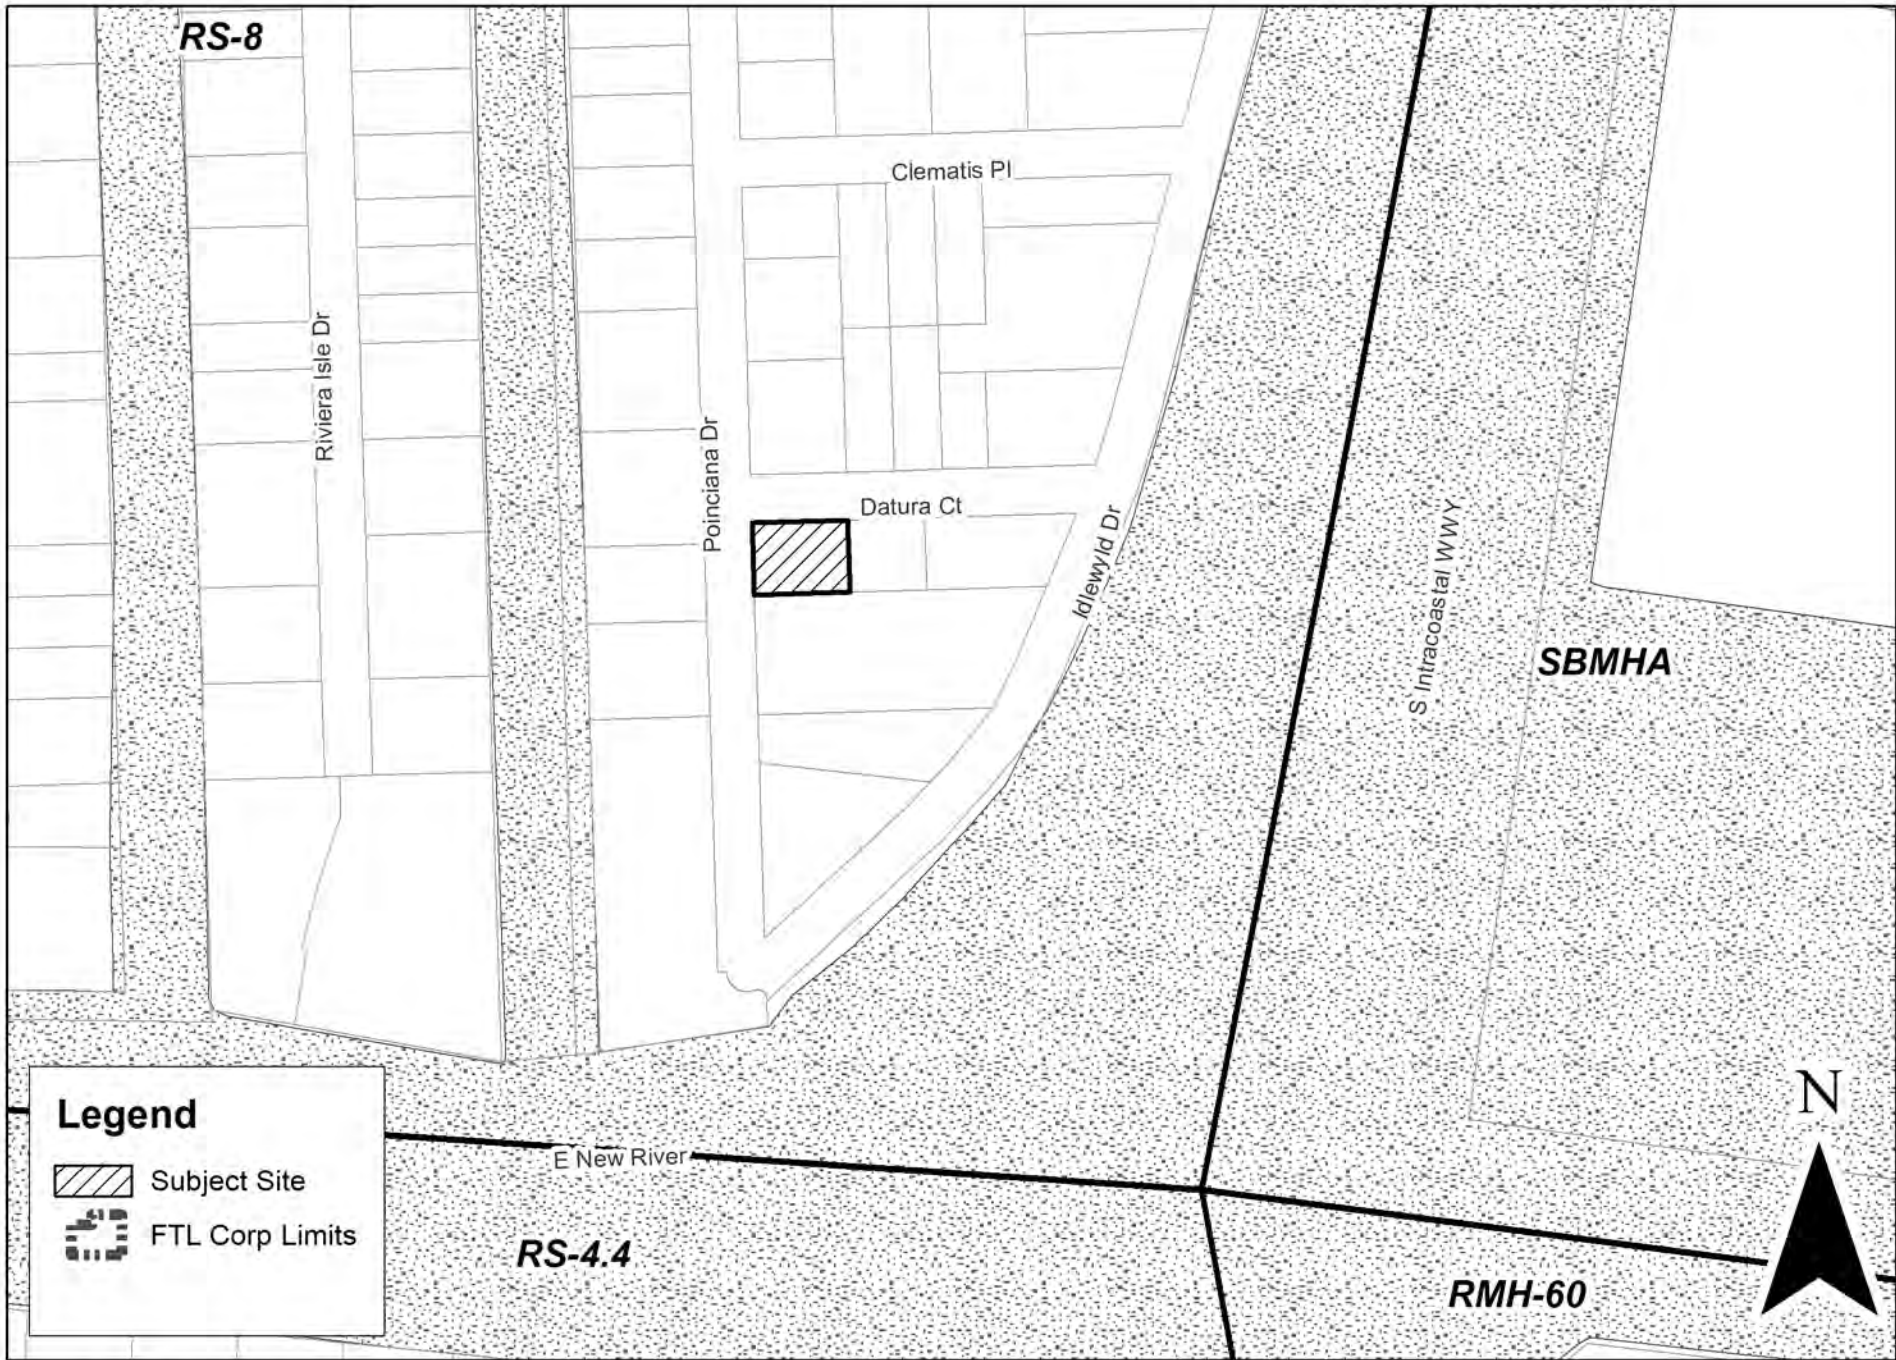 RS-8
Clematis Pl
Riviera Isle Dr
Poinciana Dr
Datura Ct
Idlewyld Dr
S Intracoastal WWY
SBMHA
N
Legend
Subject Site
FTL Corp Limits
E New River
RS-4.4
RMH-60